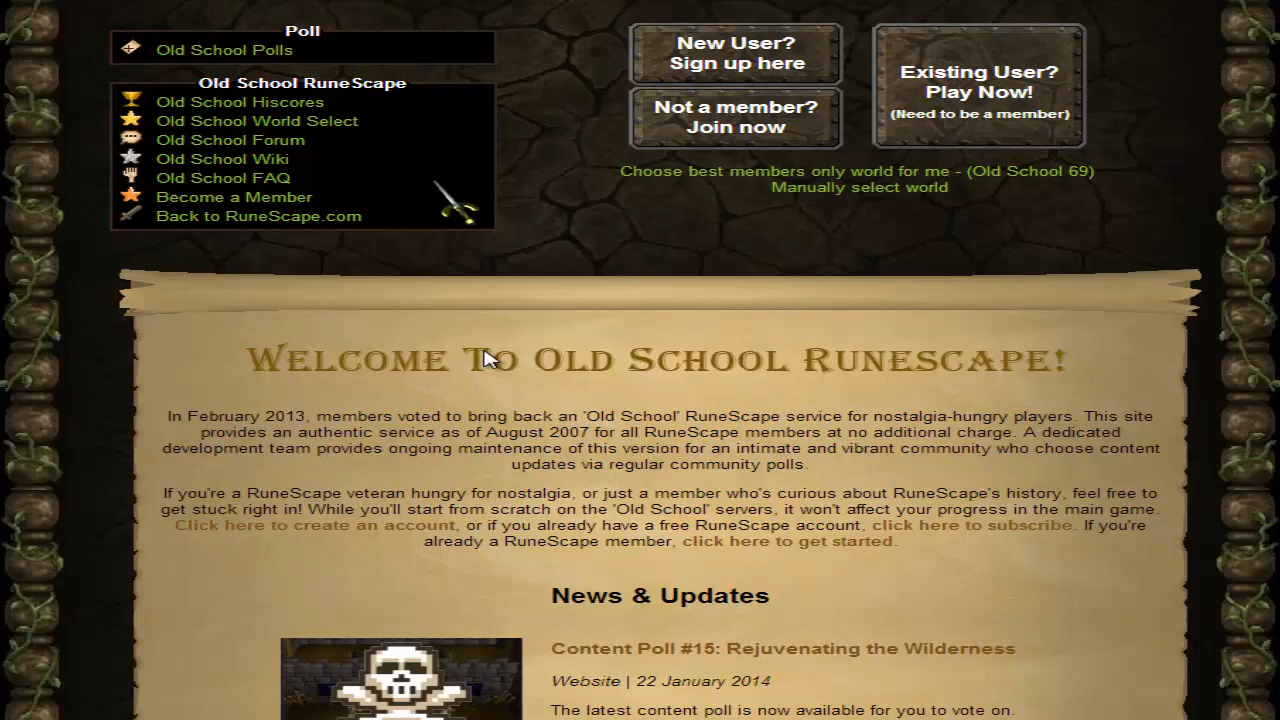 Poll
Old School Polls
Old School RuneScape
Old School Hiscores
Old School World Select
Old School Forum
Old School Wiki
Old School FAQ
Become a Member
Back to RuneScape.com
New User?
Sign up here
Not a member?
Join now
Existing User?
Play Now!
(Need to be a member)
Choose best members only world for me - (Old School 69)
Manually select world
Welcome To Old School Runescape!
In February 2013, members voted to bring back an 'Old School' RuneScape service for nostalgia-hungry players. This site
provides an authentic service as of August 2007 for all RuneScape members at no additional charge. A dedicated
development team provides ongoing maintenance of this version for an intimate and vibrant community who choose content
updates via regular community polls.
If you're a RuneScape veteran hungry for nostalgia, or just a member who's curious about RuneScape's history, feel free to
get stuck right in! While you'll start from scratch on the 'Old School' servers, it won't affect your progress in the main game.
Click here to create an account, or if you already have a free RuneScape account, click here to subscribe. If you're
already a RuneScape member, click here to get started.
News & Updates
Content Poll #15: Rejuvenating the Wilderness
Website | 22 January 2014
The latest content poll is now available for you to vote on.